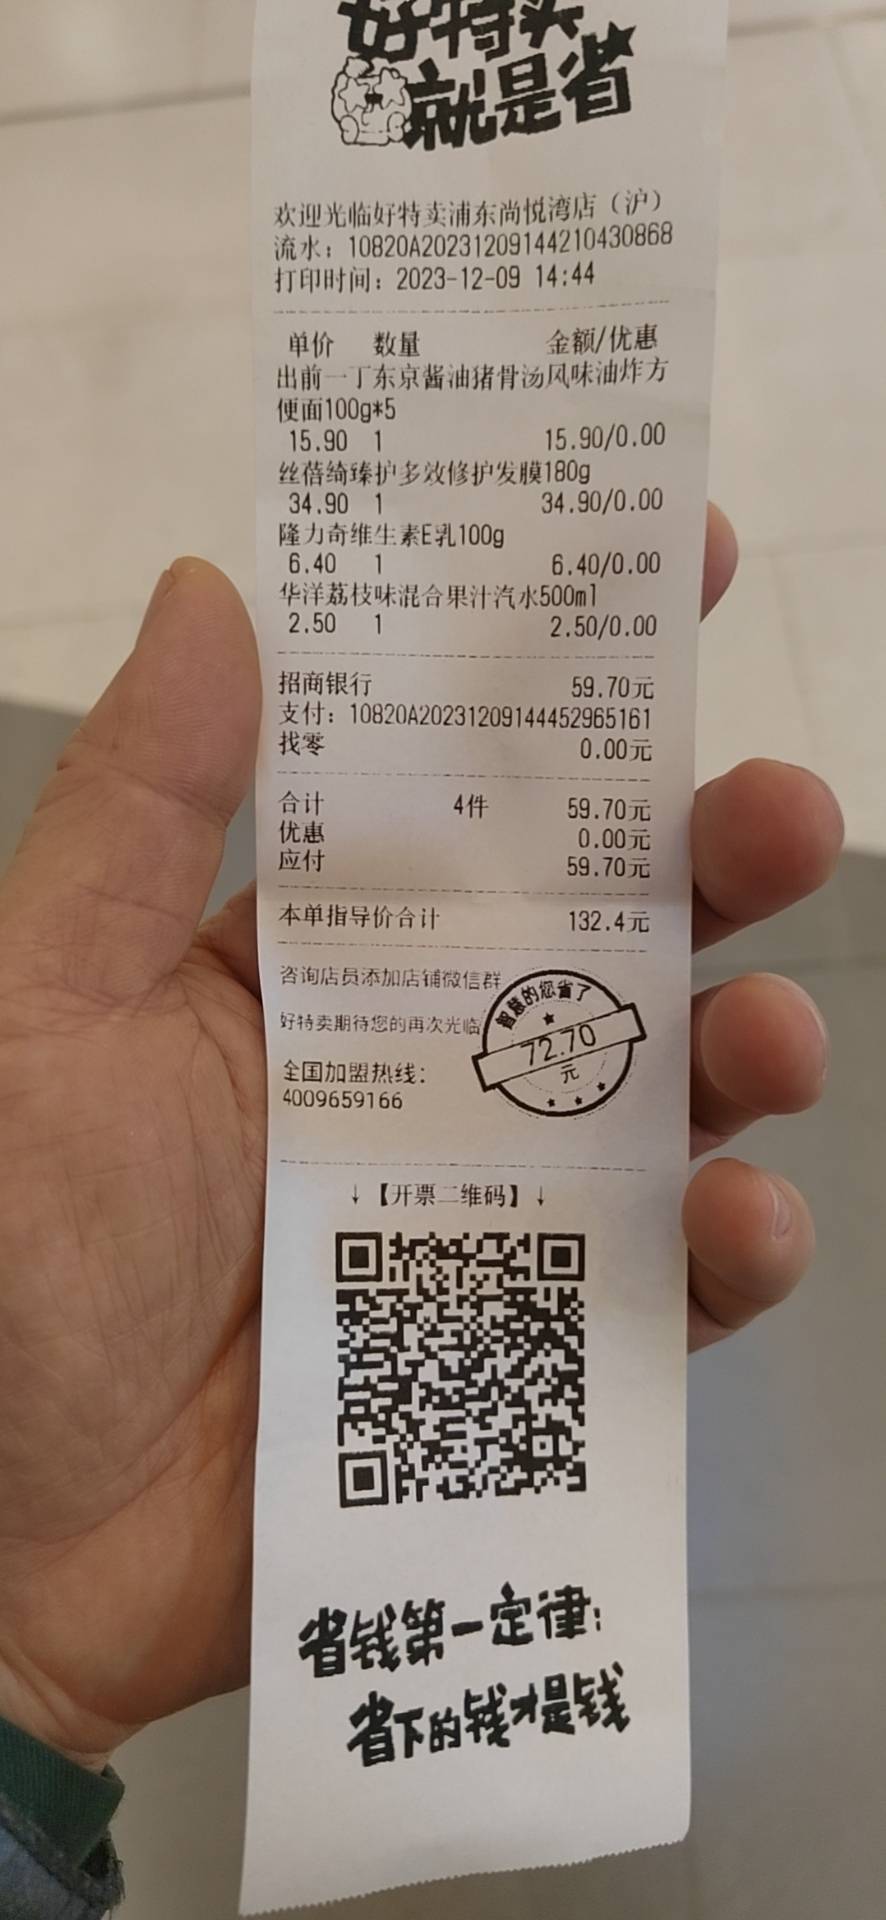 好特卖
就是省
欢迎光临好特卖浦东尚悦湾店（沪）
流水：10820A20231209144210430868
打印时间：2023-12-09 14:44
单价 数量 金额/优惠
出前一丁东京酱油猪骨汤风味油炸方
便面100g*5
15.90 1 15.90/0.00
丝蓓绮臻护多效修护发膜180g
34.90 1 34.90/0.00
隆力奇维生素E乳100g
6.40 1 6.40/0.00
华洋荔枝味混合果汁汽水500ml
2.50 1 2.50/0.00
招商银行 59.70元
支付：10820A20231209144452965161
找零 0.00元
合计 4件 59.70元
优惠 0.00元
应付 59.70元
本单指导价合计 132.4元
咨询店员添加店铺微信群
好特卖期待您的再次光临
智慧的您省了
72.70
元
全国加盟热线：
4009659166
↓【开票二维码】↓
省钱第一定律：
省下的钱才是钱